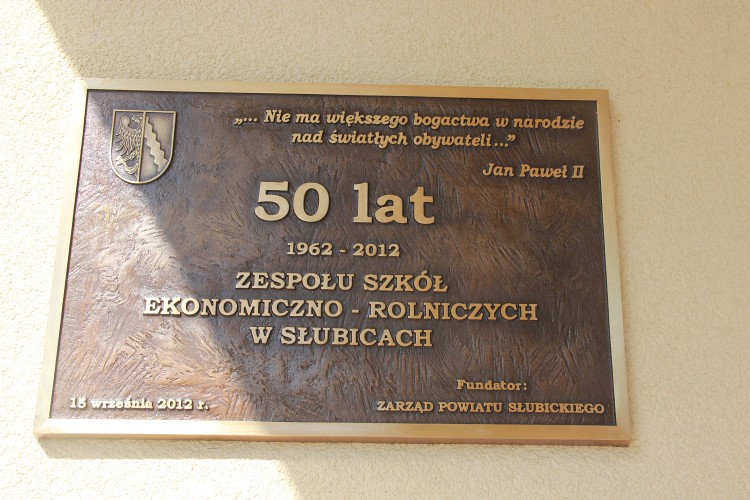 „... Nie ma większego bogactwa w narodzie
nad światłych obywateli..."
Jan Paweł II
50 lat
1962 - 2012
ZESPOŁU SZKÓŁ
EKONOMICZNO - ROLNICZYCH
W SŁUBICACH
Fundator:
15 września 2012 r.
ZARZĄD POWIATU SŁUBICKIEGO